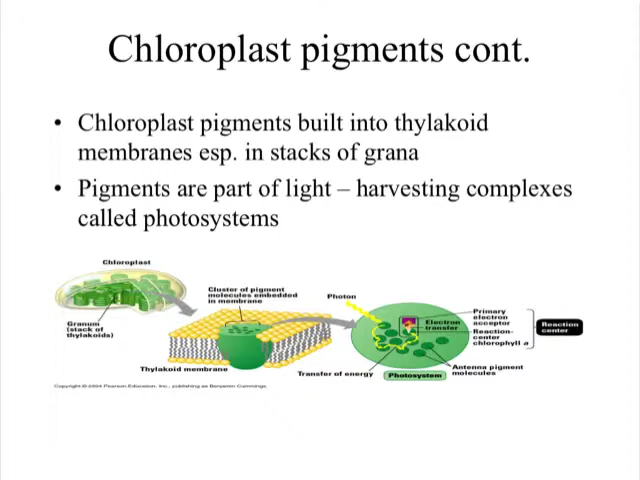 Chloroplast pigments cont.
• Chloroplast pigments built into thylakoid
membranes esp. in stacks of grana
• Pigments are part of light – harvesting complexes
called photosystems
Chloroplast
Granum
(stack of
thylakoids)
Cluster of pigment
molecules embedded
in membrane
Thylakoid membrane
Photon
Electron
transfer
Primary
electron
acceptor
Reaction-
center
chlorophyll a
Reaction
center
Transfer of energy
Photosystem
Antenna pigment
molecules
Copyright © 2004 Pearson Education, Inc., publishing as Benjamin Cummings.